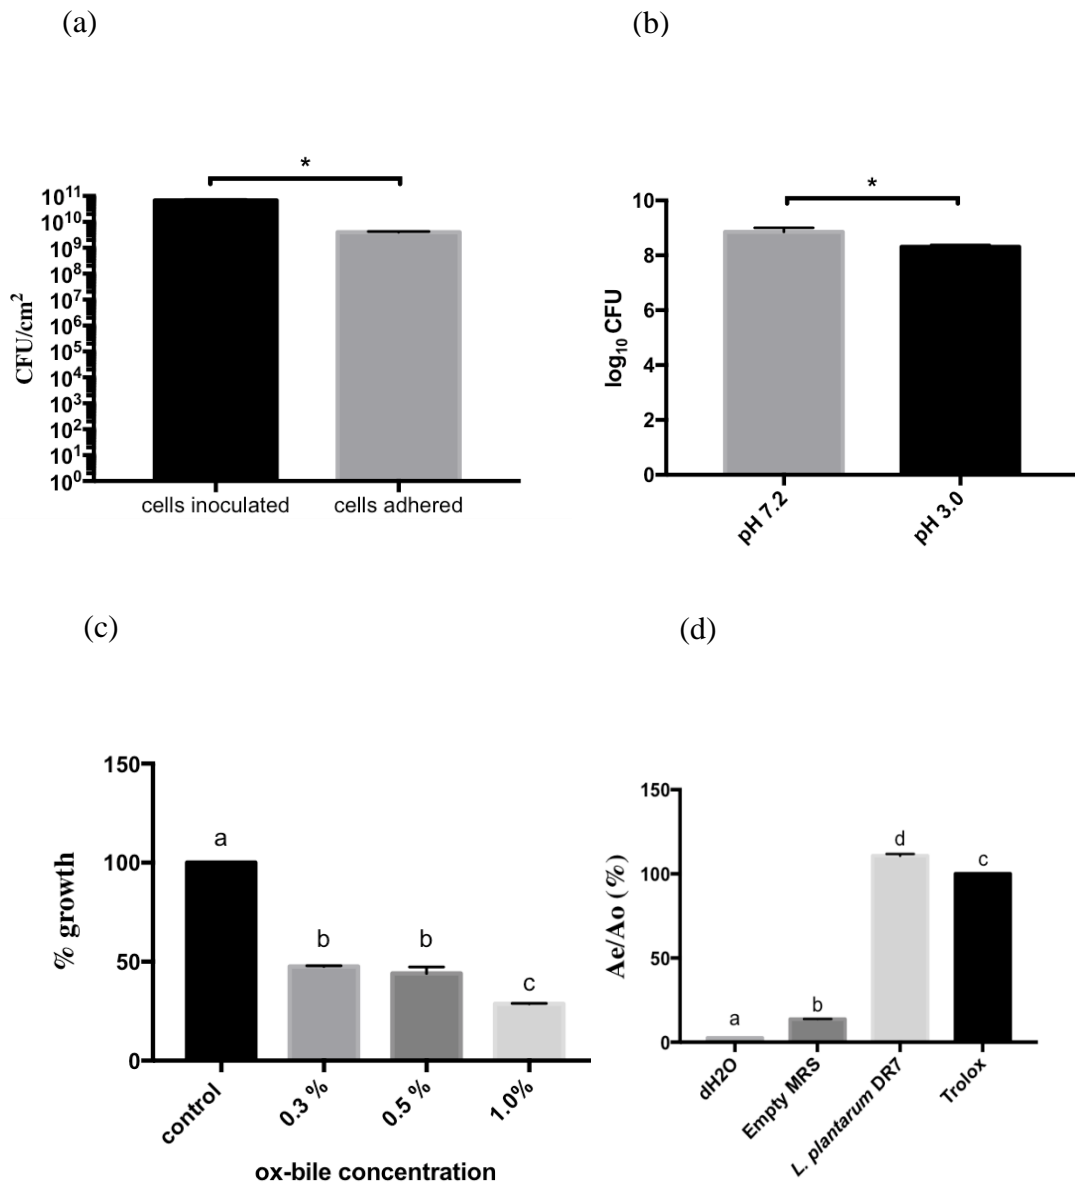 (a)
(b)
*
*
10¹¹
10¹⁰
10⁹
10⁸
10⁷
10⁶
10⁵
10⁴
10³
10²
10¹
10⁰
CFU/cm²
cells inoculated
cells adhered
10
8
6
4
2
0
log₁₀ CFU
pH 7.2
pH 3.0
(c)
(d)
150
100
50
0
% growth
a
b
b
c
control
0.3 %
0.5 %
1.0%
ox-bile concentration
150
100
50
0
Ae/Ao (%)
a
b
d
c
dH2O
Empty MRS
L. plantarum DR7
Trolox